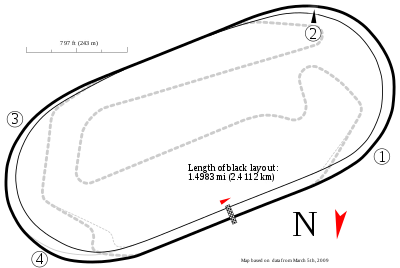 797 ft (243 m)
2
3
Length of black layout:
1.4983 mi (2.4112 km)
1
N
4
Map based on data from March 5th, 2009